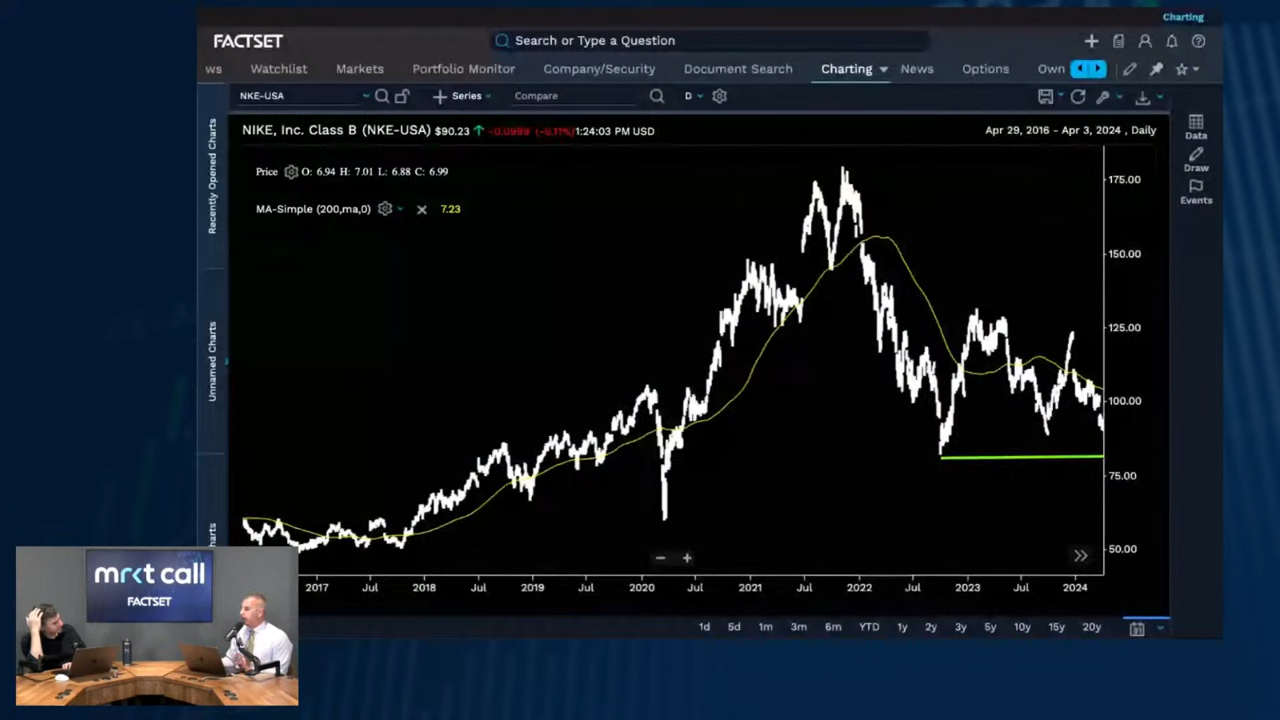 Charting
FACTSET
Search or Type a Question
ws Watchlist Markets Portfolio Monitor Company/Security Document Search Charting News Options Own
NKE-USA Series Compare D
NIKE, Inc. Class B (NKE-USA) $90.23 -0.0999 (-0.11%) 1:24:03 PM USD Apr 29, 2016 - Apr 3, 2024 , Daily
Price O: 6.94 H: 7.01 L: 6.88 C: 6.99
MA-Simple (200,ma,0) 7.23
Recently Opened Charts
Unnamed Charts
harts
Data
Draw
Events
175.00
150.00
125.00
100.00
75.00
50.00
2017 Jul 2018 Jul 2019 Jul 2020 Jul 2021 Jul 2022 Jul 2023 Jul 2024
1d 5d 1m 3m 6m YTD 1y 2y 3y 5y 10y 15y 20y
mrkt call
FACTSET